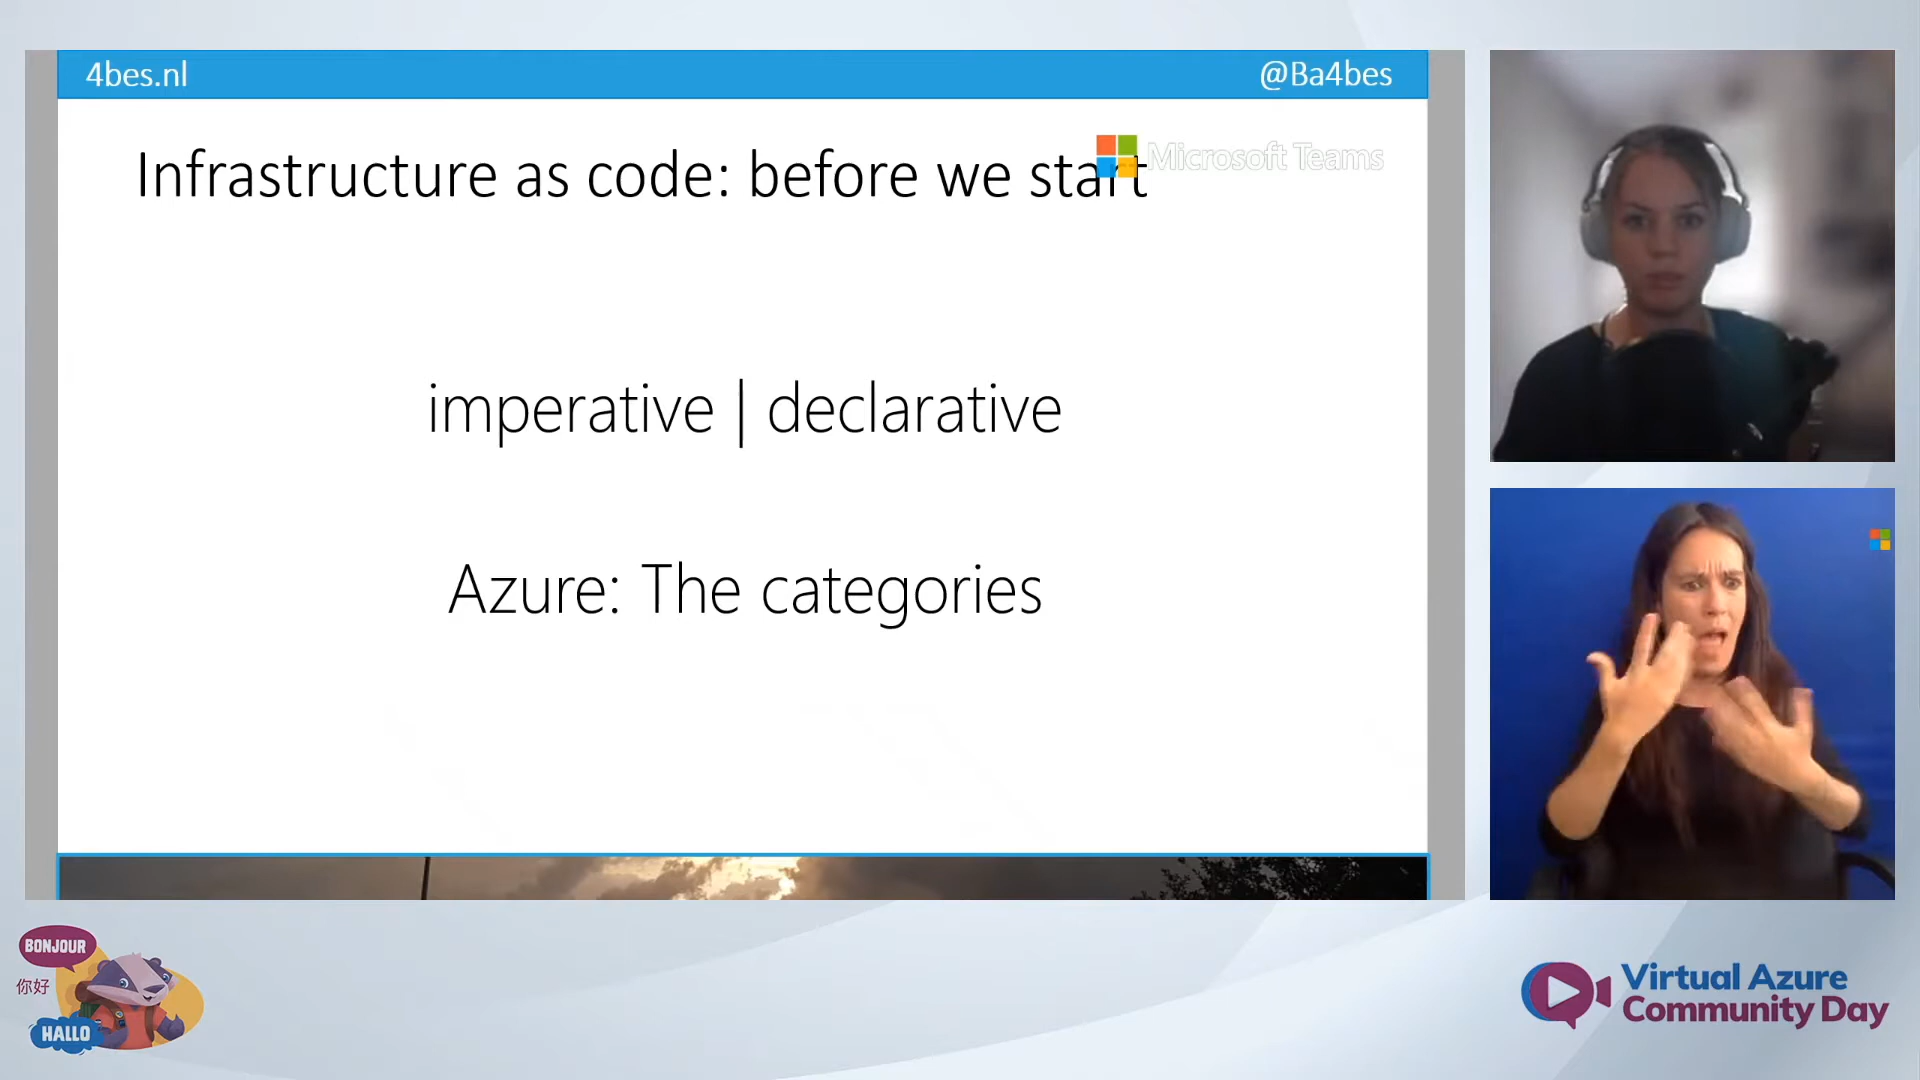 4bes.nl
@Ba4bes
Infrastructure as code: before we start
Microsoft Teams
imperative | declarative
Azure: The categories
BONJOUR
你好
HALLO
Virtual Azure
Community Day